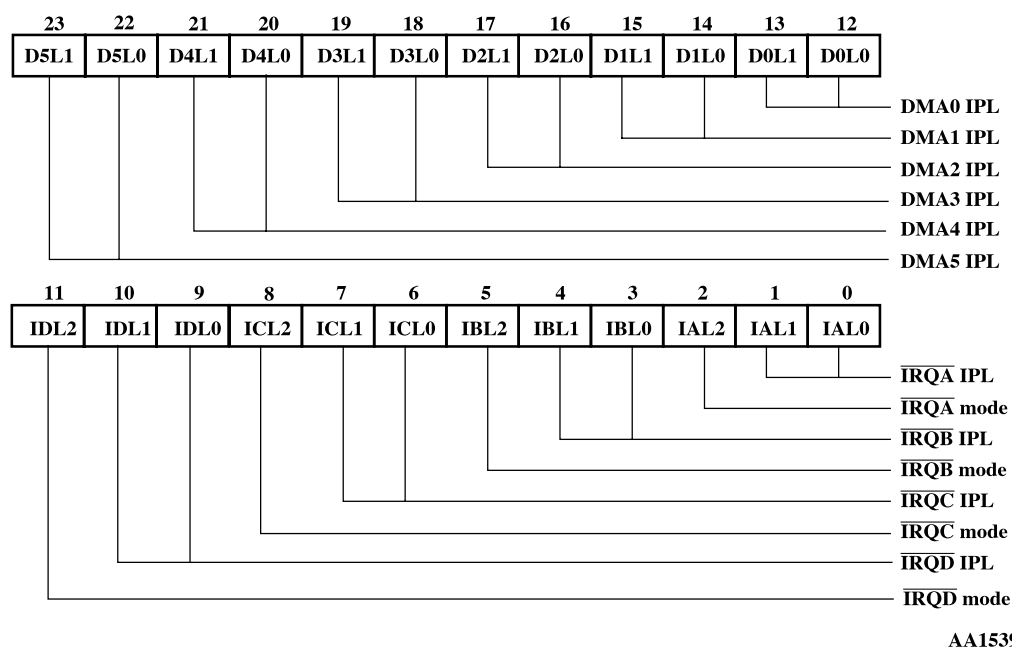 23 22 21 20 19 18 17 16 15 14 13 12
D5L1 D5L0 D4L1 D4L0 D3L1 D3L0 D2L1 D2L0 D1L1 D1L0 D0L1 D0L0
DMA0 IPL
DMA1 IPL
DMA2 IPL
DMA3 IPL
DMA4 IPL
DMA5 IPL
11 10 9 8 7 6 5 4 3 2 1 0
IDL2 IDL1 IDL0 ICL2 ICL1 ICL0 IBL2 IBL1 IBL0 IAL2 IAL1 IAL0
IRQA IPL
IRQA mode
IRQB IPL
IRQB mode
IRQC IPL
IRQC mode
IRQD IPL
IRQD mode
AA1539